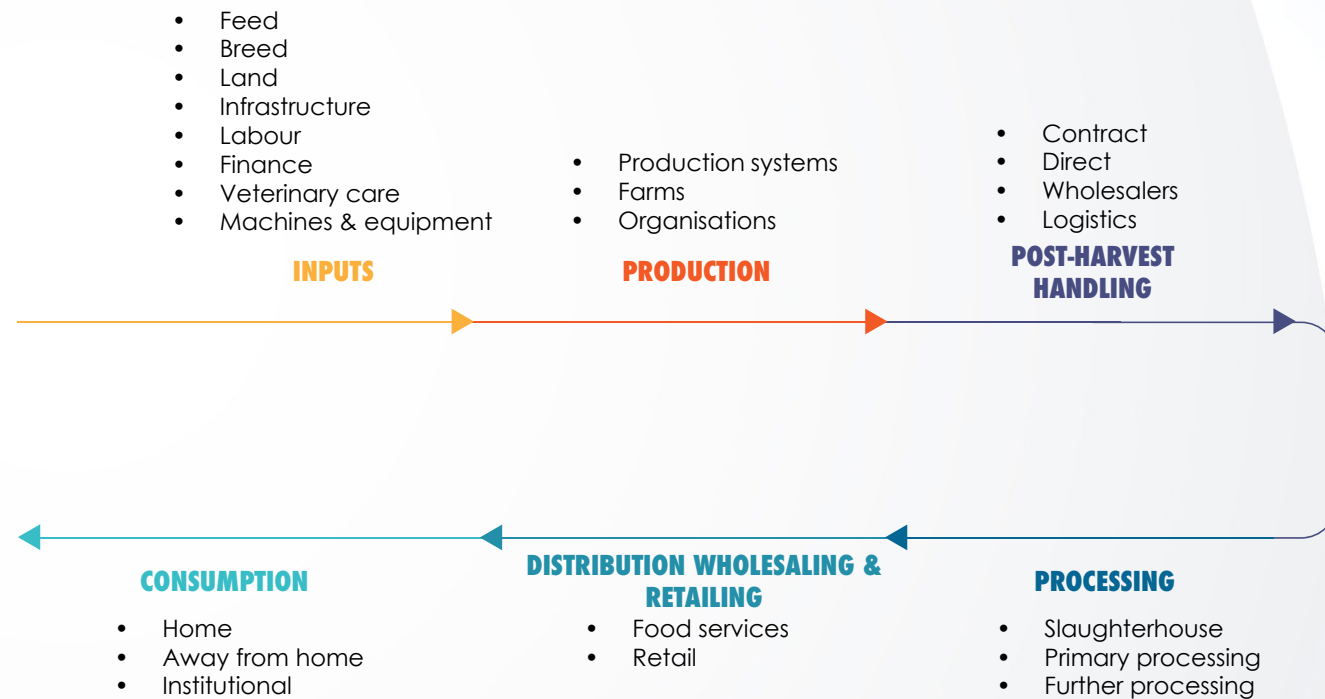 • Feed
• Breed
• Land
• Infrastructure
• Labour
• Finance
• Veterinary care
• Machines & equipment
INPUTS
• Production systems
• Farms
• Organisations
PRODUCTION
• Contract
• Direct
• Wholesalers
• Logistics
POST-HARVEST
HANDLING
CONSUMPTION
• Home
• Away from home
• Institutional
DISTRIBUTION WHOLESALING &
RETAILING
• Food services
• Retail
PROCESSING
• Slaughterhouse
• Primary processing
• Further processing